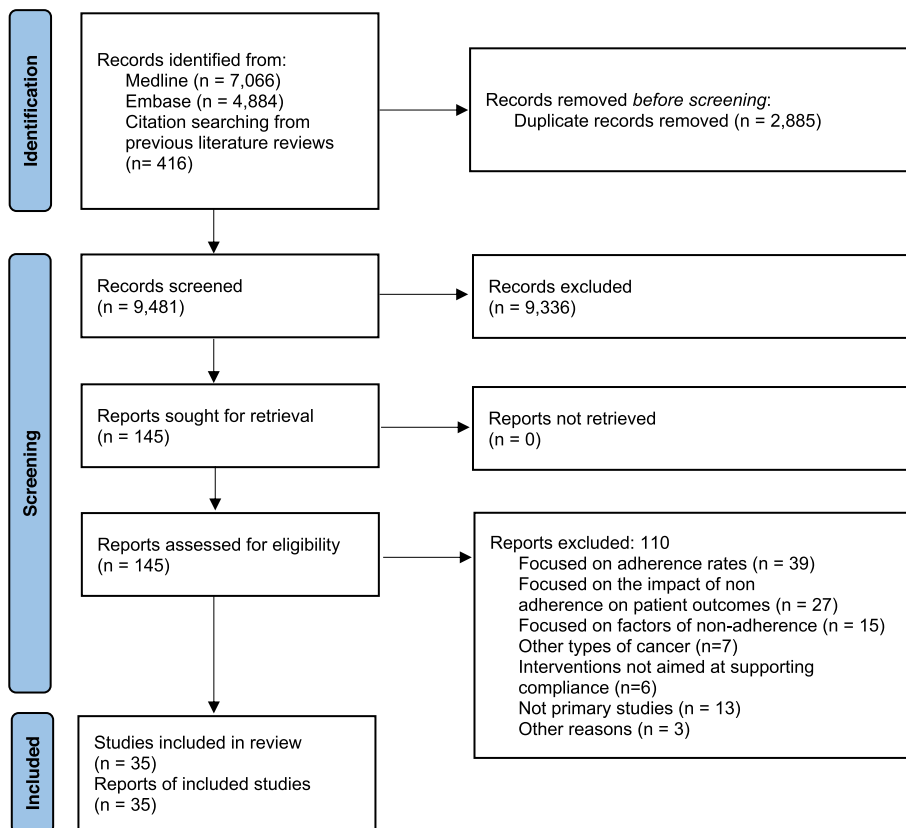 Identification
Records identified from:
Medline (n = 7,066)
Embase (n = 4,884)
Citation searching from
previous literature reviews
(n= 416)
Records removed before screening:
Duplicate records removed (n = 2,885)
Screening
Records screened
(n = 9,481)
Records excluded
(n = 9,336)
Reports sought for retrieval
(n = 145)
Reports not retrieved
(n = 0)
Reports assessed for eligibility
(n = 145)
Reports excluded: 110
Focused on adherence rates (n = 39)
Focused on the impact of non
adherence on patient outcomes (n = 27)
Focused on factors of non-adherence (n = 15)
Other types of cancer (n=7)
Interventions not aimed at supporting
compliance (n=6)
Not primary studies (n = 13)
Other reasons (n = 3)
Included
Studies included in review
(n = 35)
Reports of included studies
(n = 35)